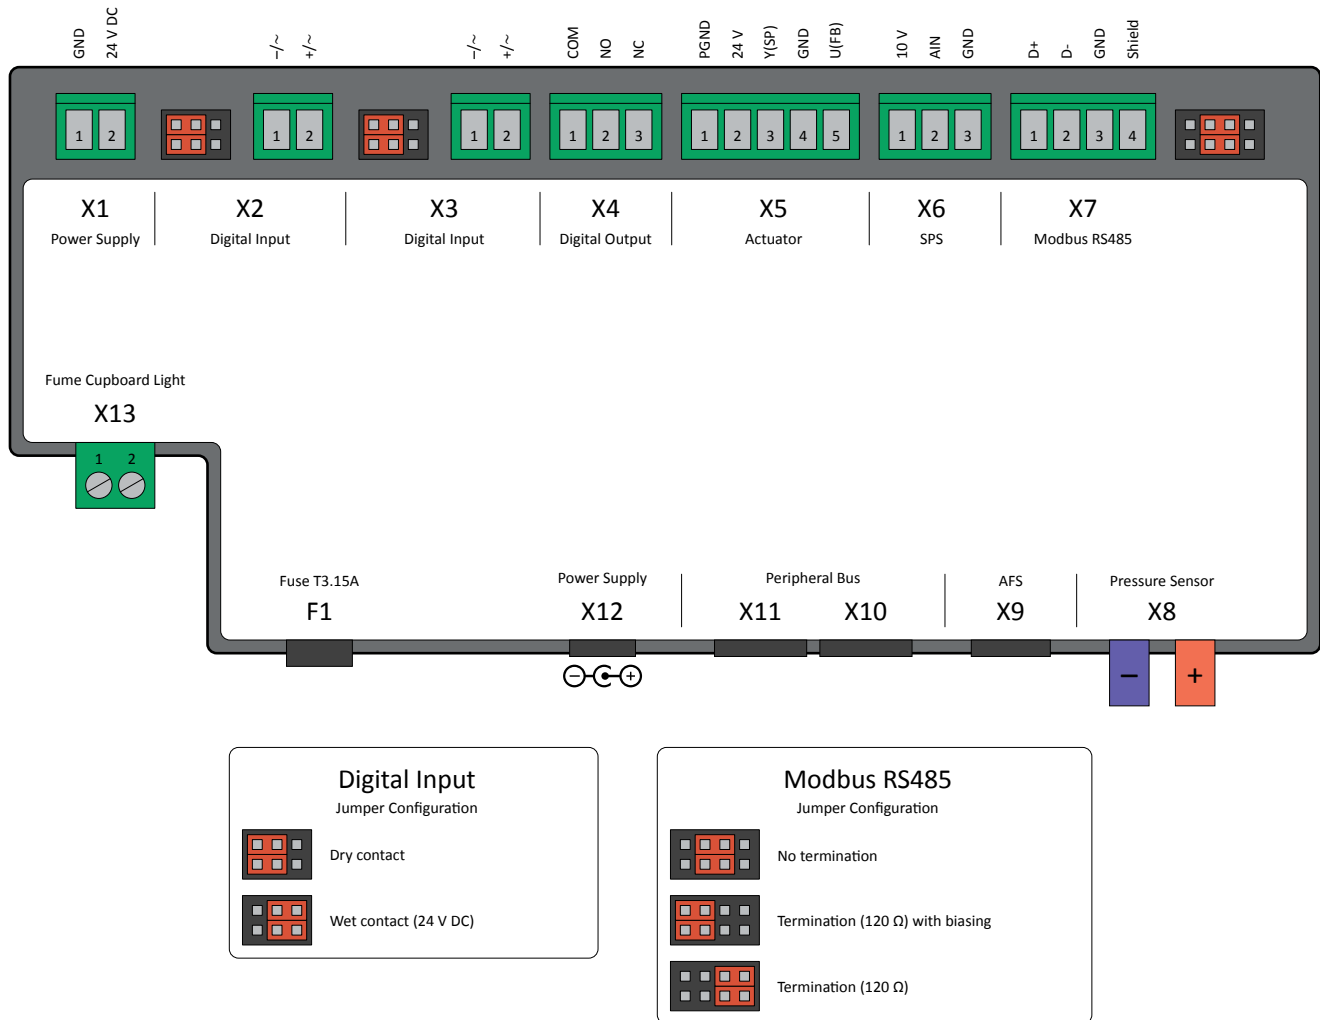 GND
24 V DC
–/~
+/~
–/~
+/~
COM
NO
NC
PGND
24 V
Y(SP)
GND
U(FB)
10 V
AIN
GND
D+
D-
GND
Shield
1 2
1 2
1 2
1 2 3
1 2 3 4 5
1 2 3
1 2 3 4
X1
Power Supply
X2
Digital Input
X3
Digital Input
X4
Digital Output
X5
Actuator
X6
SPS
X7
Modbus RS485
Fume Cupboard Light
X13
1 2
Fuse T3.15A
F1
Power Supply
X12
Peripheral Bus
X11 X10
AFS
X9
Pressure Sensor
X8
– +
– +
Digital Input
Jumper Configuration
Dry contact
Wet contact (24 V DC)
Modbus RS485
Jumper Configuration
No termination
Termination (120 Ω) with biasing
Termination (120 Ω)